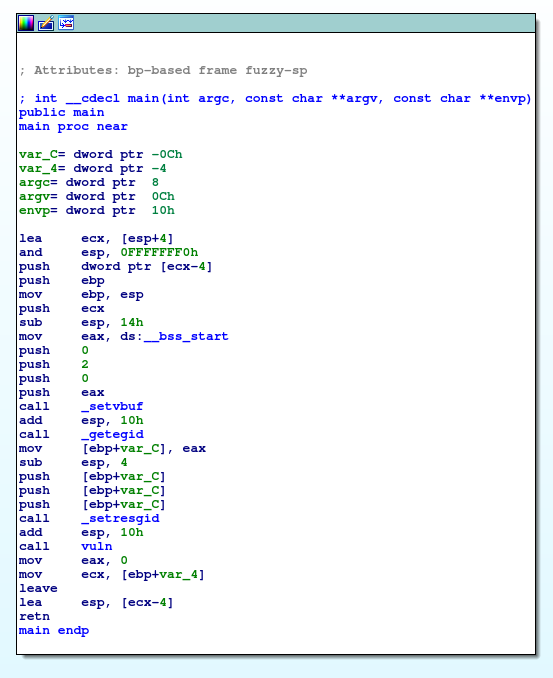 ; Attributes: bp-based frame fuzzy-sp
; int __cdecl main(int argc, const char **argv, const char **envp)
public main
main proc near
var_C= dword ptr -0Ch
var_4= dword ptr -4
argc= dword ptr  8
argv= dword ptr  0Ch
envp= dword ptr  10h
lea     ecx, [esp+4]
and     esp, 0FFFFFFF0h
push    dword ptr [ecx-4]
push    ebp
mov     ebp, esp
push    ecx
sub     esp, 14h
mov     eax, ds:__bss_start
push    0
push    2
push    0
push    eax
call    _setvbuf
add     esp, 10h
call    _getegid
mov     [ebp+var_C], eax
sub     esp, 4
push    [ebp+var_C]
push    [ebp+var_C]
push    [ebp+var_C]
call    _setresgid
add     esp, 10h
call    vuln
mov     eax, 0
mov     ecx, [ebp+var_4]
leave
lea     esp, [ecx-4]
retn
main endp